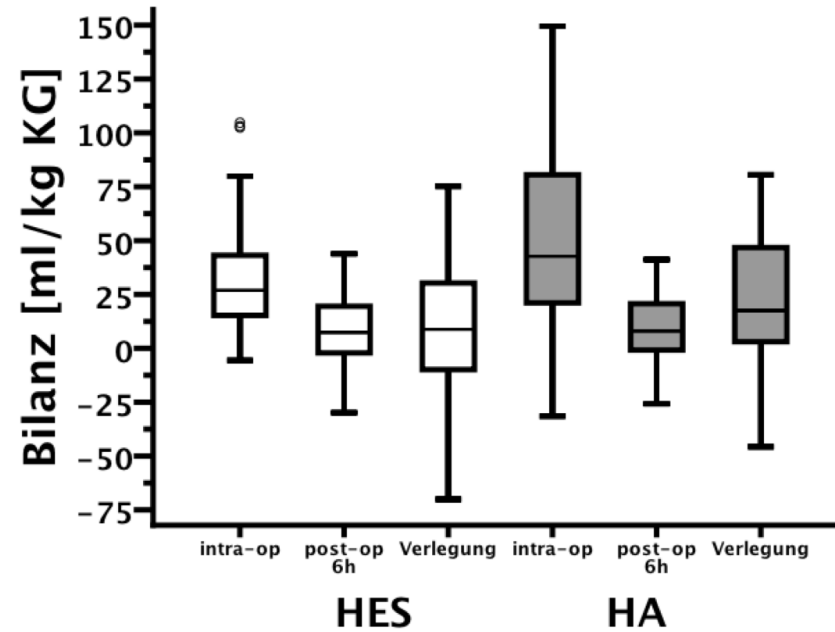 Bilanz [ml/kg KG]
150
125
100
75
50
25
0
−25
−50
−75
intra-op post-op Verlegung intra-op post-op Verlegung
6h 6h
HES HA